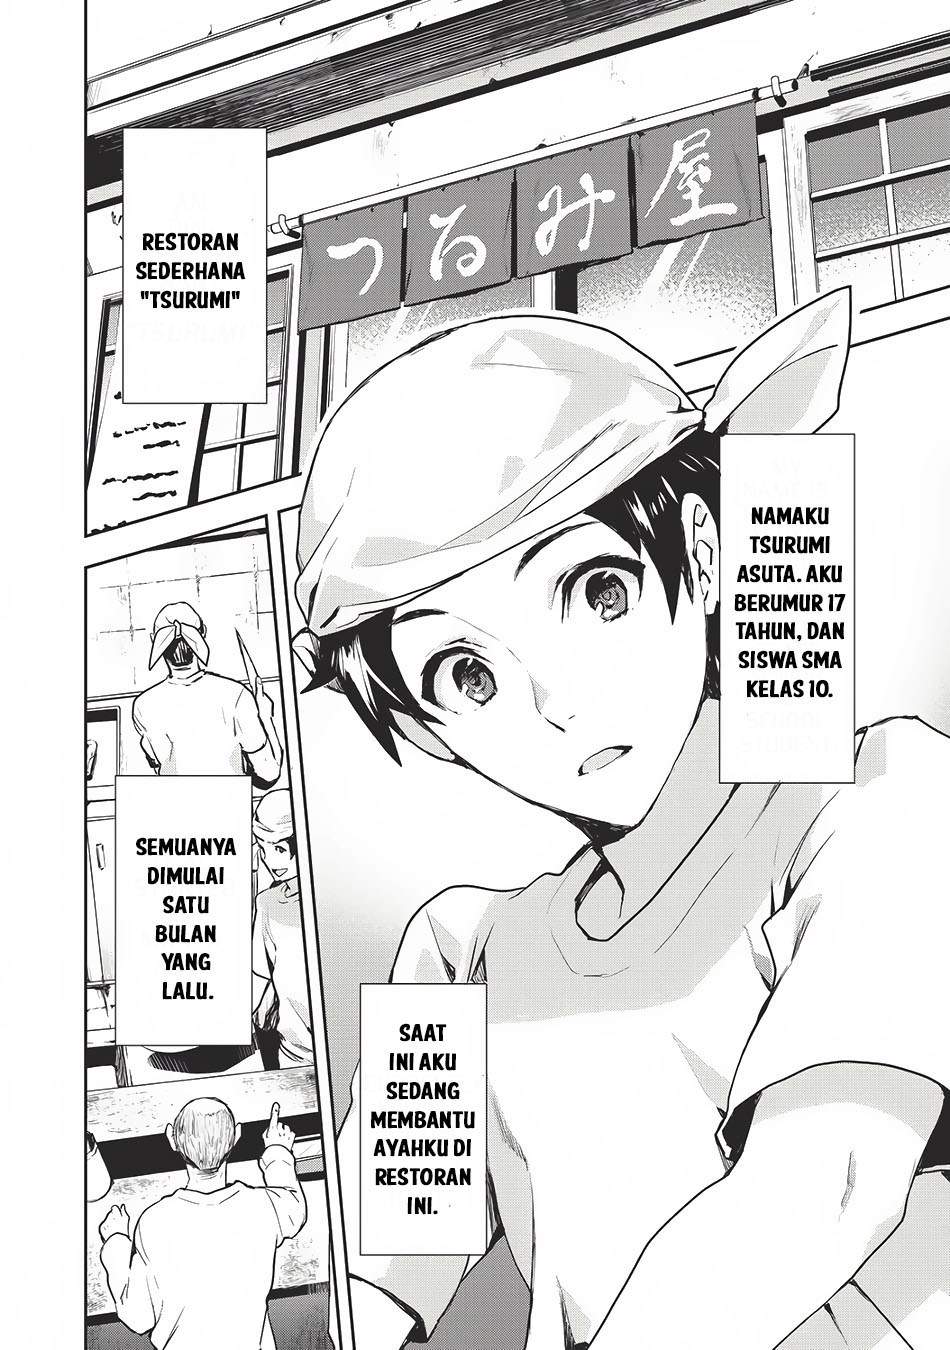 つるみ屋
RESTORAN
SEDERHANA
"TSURUMI"
NAMAKU
TSURUMI
ASUTA. AKU
BERUMUR 17
TAHUN, DAN
SISWA SMA
KELAS 10.
SEMUANYA
DIMULAI
SATU
BULAN
YANG
LALU.
SAAT
INI AKU
SEDANG
MEMBANTU
AYAHKU DI
RESTORAN
INI.